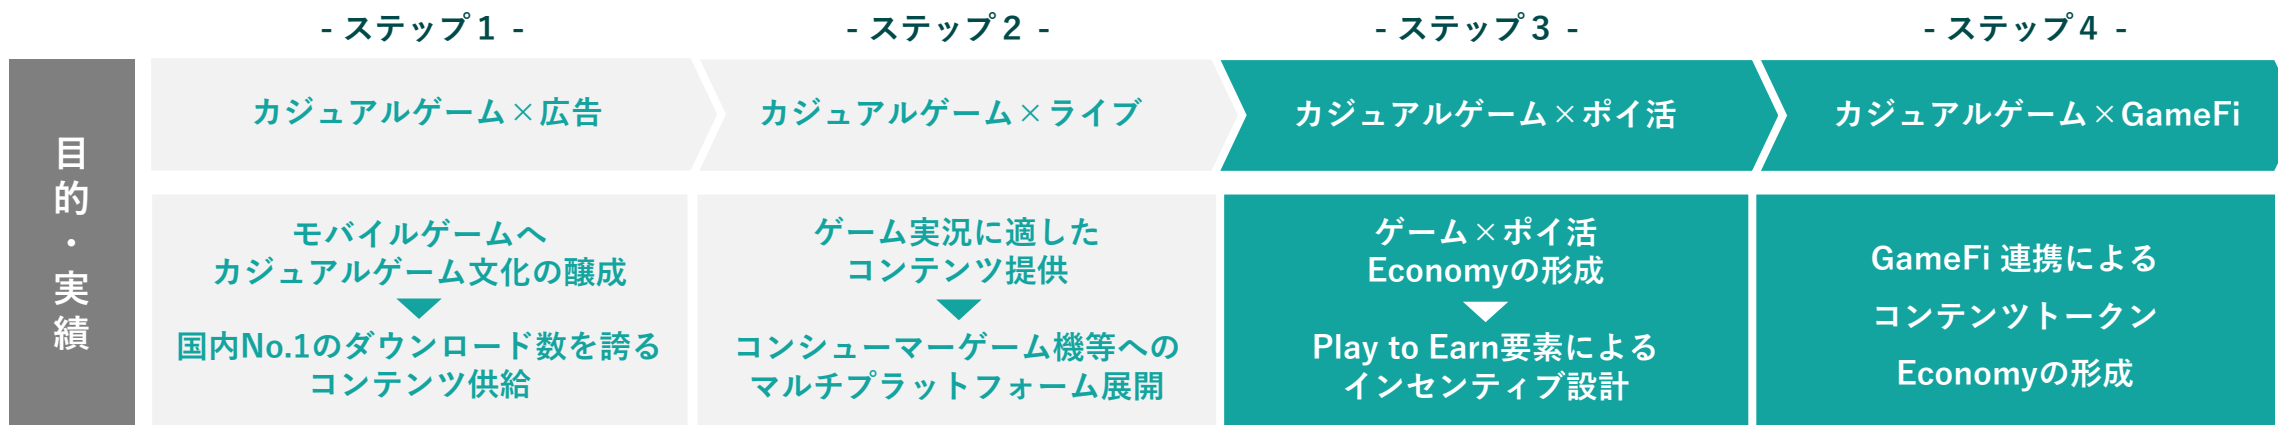 - ステップ１ -
- ステップ２ -
- ステップ３ -
- ステップ４ -
カジュアルゲーム×広告
カジュアルゲーム×ライブ
カジュアルゲーム×ポイ活
カジュアルゲーム×GameFi
目的・実績
モバイルゲームへ
カジュアルゲーム文化の醸成
国内No.1のダウンロード数を誇る
コンテンツ供給
ゲーム実況に適した
コンテンツ提供
コンシューマーゲーム機等への
マルチプラットフォーム展開
ゲーム×ポイ活
Economyの形成
Play to Earn要素による
インセンティブ設計
GameFi 連携による
コンテンツトークン
Economyの形成